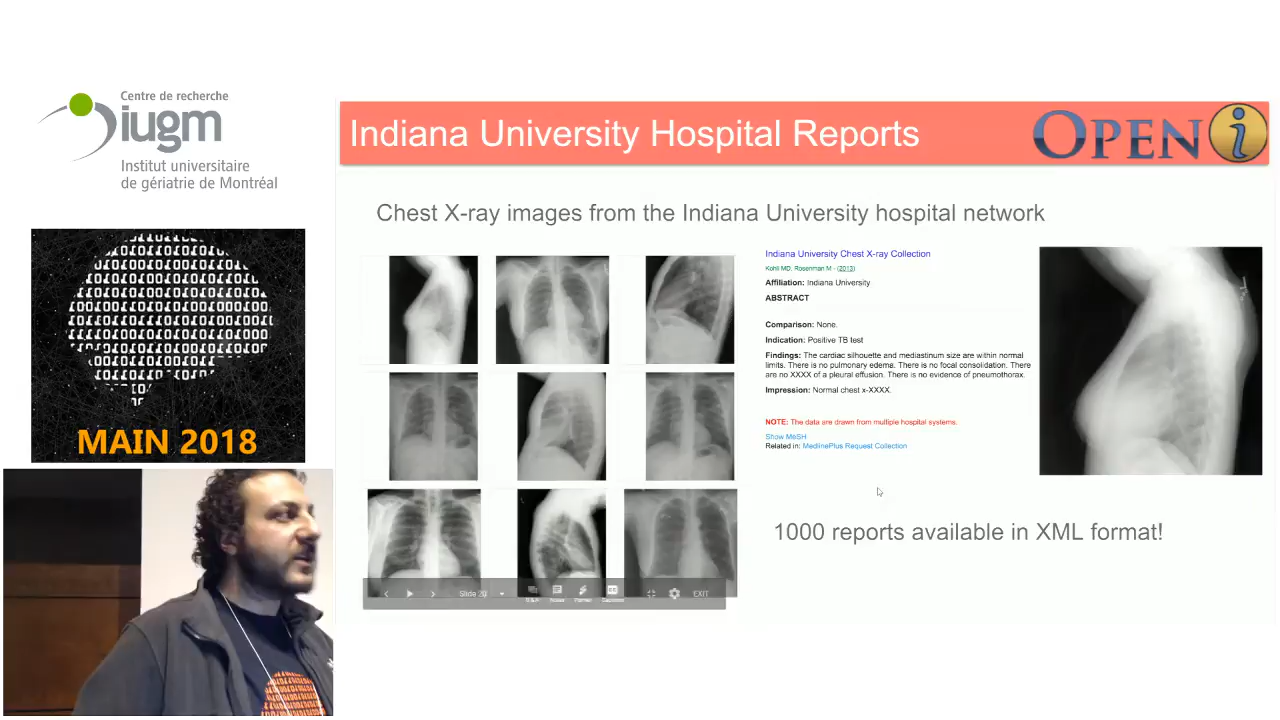 Centre de recherche
iugm
Institut universitaire
de gériatrie de Montréal
MAIN 2018
Indiana University Hospital Reports
OPEN i
Chest X-ray images from the Indiana University hospital network
Indiana University Chest X-ray Collection
Kohli MD, Rosenman M - (2013)
Affiliation: Indiana University
ABSTRACT
Comparison: None.
Indication: Positive TB test
Findings: The cardiac silhouette and mediastinum size are within normal
limits. There is no pulmonary edema. There is no focal consolidation. There
are no XXXX of a pleural effusion. There is no evidence of pneumothorax.
Impression: Normal chest x-XXXX.
NOTE: The data are drawn from multiple hospital systems.
Show MeSH
Related in: MedlinePlus Request Collection
1000 reports available in XML format!
Slide 20
Q&A Notes Pointer Captions
EXIT